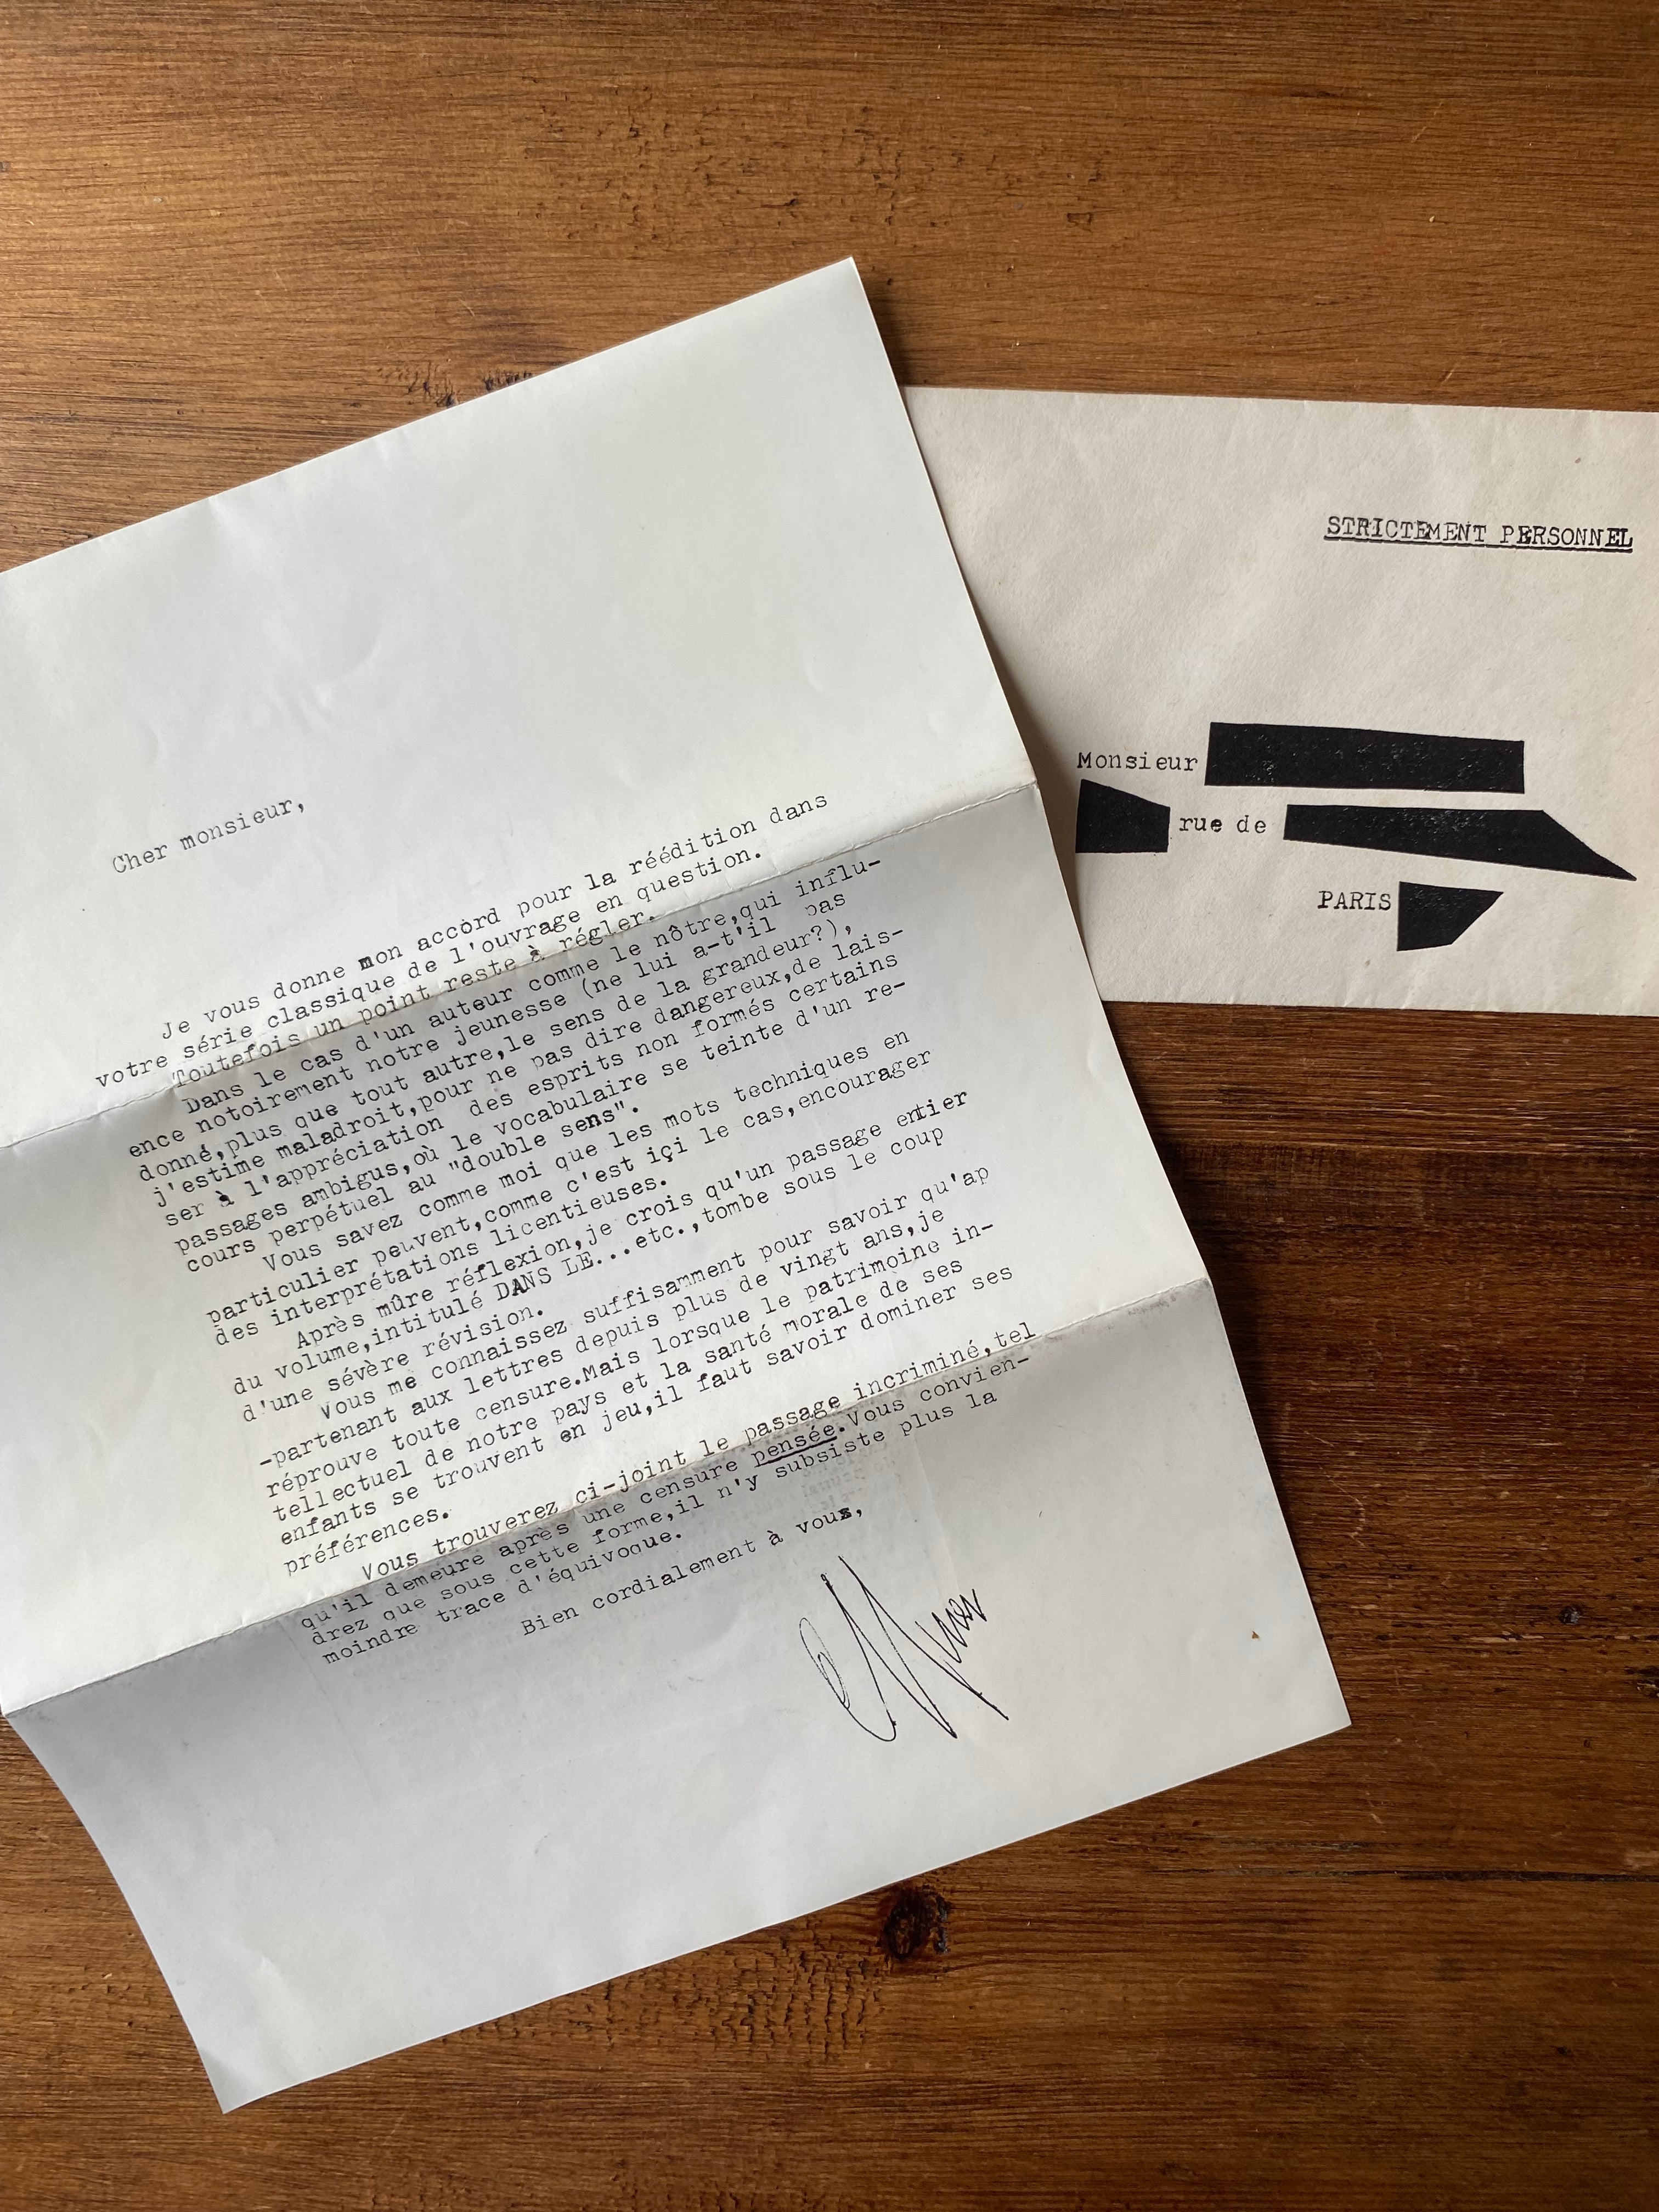 Cher monsieur,
Je vous donne mon accord pour la réédition dans
votre série classique de l'ouvrage en question.
Toutefois un point reste à régler.
Dans le cas d'un auteur comme le nôtre,qui influ-
ence notoirement notre jeunesse (ne lui a-t'il pas
donné,plus que tout autre,le sens de la grandeur?),
j'estime maladroit,pour ne pas dire dangereux,de lais-
ser à l'appréciation des esprits non formés certains
passages ambigus,où le vocabulaire se teinte d'un re-
cours perpétuel au "double sens".
Vous savez comme moi que les mots techniques en
particulier peuvent,comme c'est içi le cas,encourager
des interprétations licentieuses.
Après mûre réflexion,je crois qu'un passage entier
du volume,intitulé DANS LE...etc.,tombe sous le coup
d'une sévère révision.
Vous me connaissez suffisamment pour savoir qu'ap
-partenant aux lettres depuis plus de vingt ans,je
réprouve toute censure.Mais lorsque le patrimoine in-
tellectuel de notre pays et la santé morale de ses
enfants se trouvent en jeu,il faut savoir dominer ses
préférences.
Vous trouverez ci-joint le passage incriminé,tel
qu'il demeure après une censure pensée.Vous convien-
drez que sous cette forme,il n'y subsiste plus la
moindre trace d'équivoque.
Bien cordialement à vous,
STRICTEMENT PERSONNEL
Monsieur
rue de
PARIS